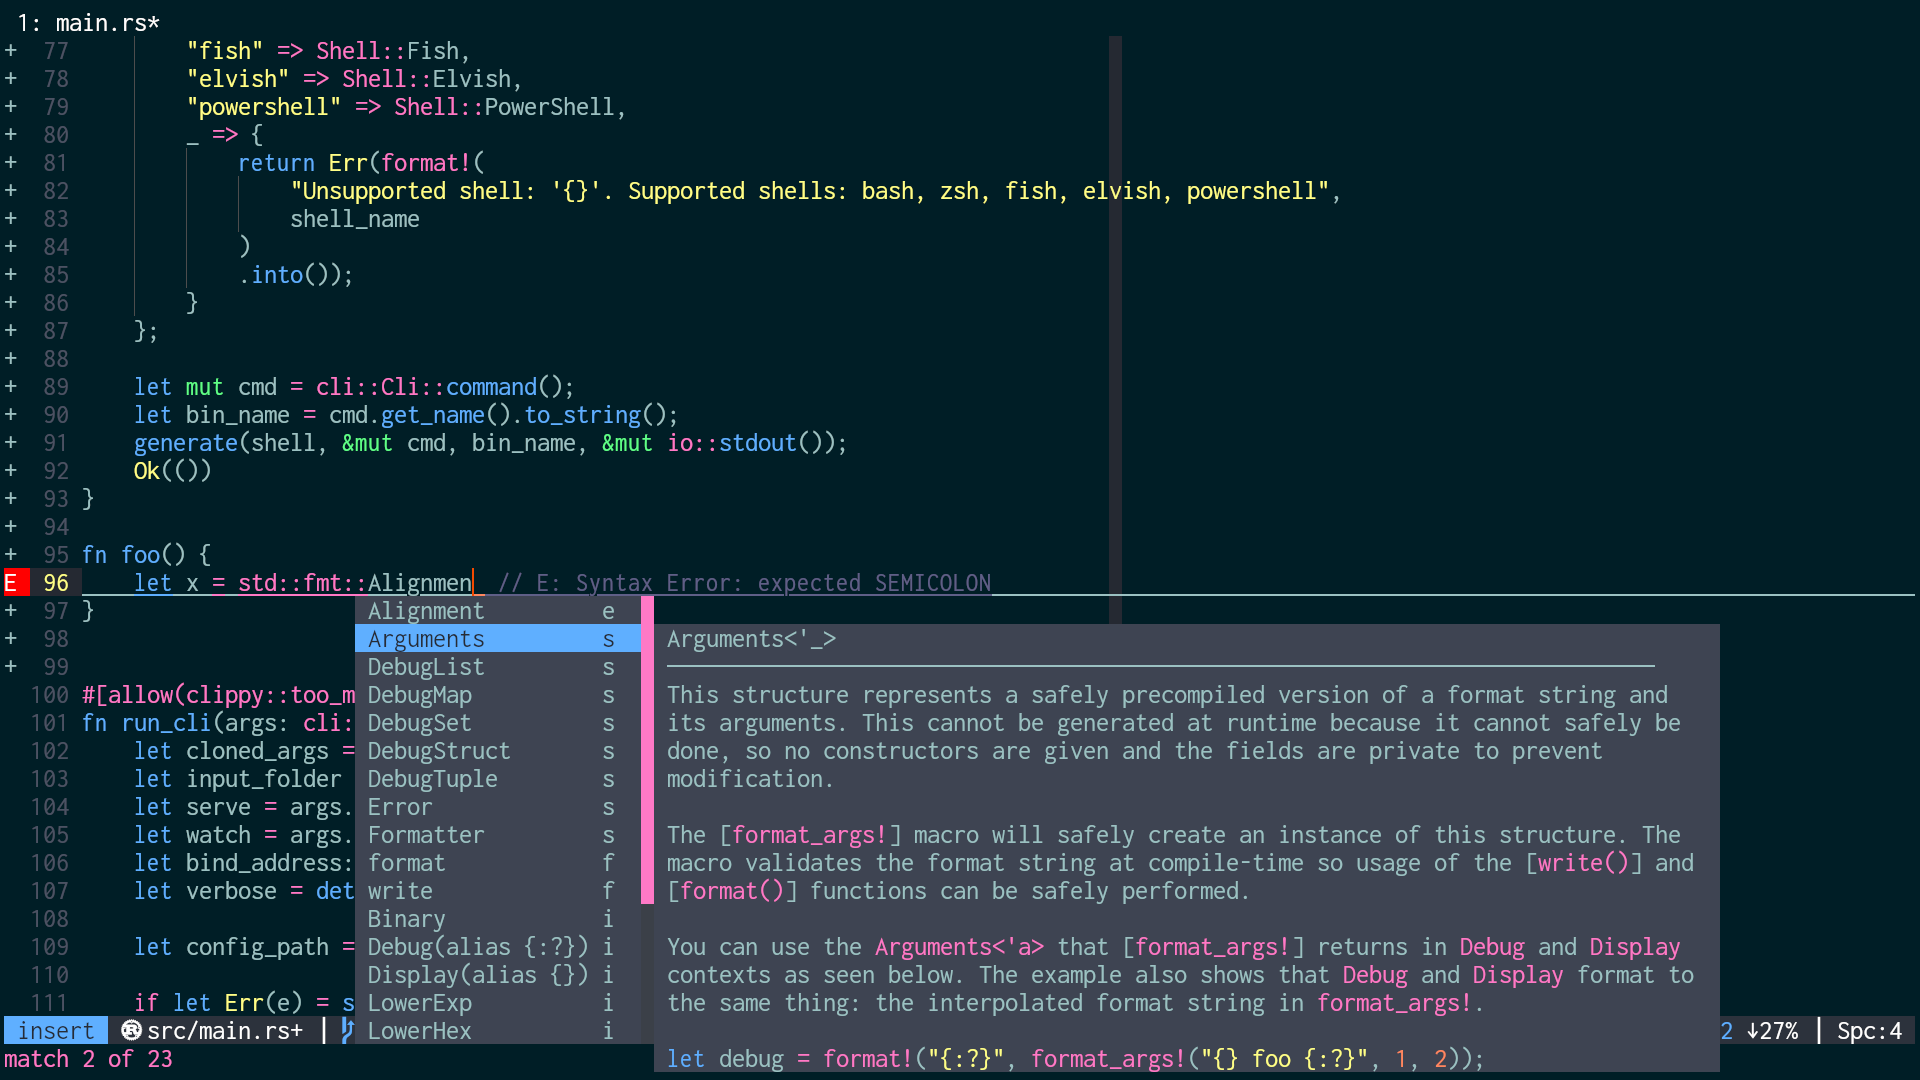 1: main.rs*
+ 77 "fish" => Shell::Fish,
+ 78 "elvish" => Shell::Elvish,
+ 79 "powershell" => Shell::PowerShell,
+ 80 _ => {
+ 81 return Err(format!(
+ 82 "Unsupported shell: '{}'. Supported shells: bash, zsh, fish, elvish, powershell",
+ 83 shell_name
+ 84 )
+ 85 .into());
+ 86 }
+ 87 };
+ 88
+ 89 let mut cmd = cli::Cli::command();
+ 90 let bin_name = cmd.get_name().to_string();
+ 91 generate(shell, &mut cmd, bin_name, &mut io::stdout());
+ 92 Ok(())
+ 93 }
+ 94
+ 95 fn foo() {
E 96 let x = std::fmt::Alignmen // E: Syntax Error: expected SEMICOLON
+ 97 }
+ 98
+ 99
100 #[allow(clippy::too_m
101 fn run_cli(args: cli:
102 let cloned_args =
103 let input_folder
104 let serve = args.
105 let watch = args.
106 let bind_address:
107 let verbose = det
108
109 let config_path =
110
111 if let Err(e) = s
Alignment e
Arguments s
DebugList s
DebugMap s
DebugSet s
DebugStruct s
DebugTuple s
Error s
Formatter s
format f
write f
Binary i
Debug(alias {:?}) i
Display(alias {}) i
LowerExp i
LowerHex i
Arguments<'_>
This structure represents a safely precompiled version of a format string and
its arguments. This cannot be generated at runtime because it cannot safely be
done, so no constructors are given and the fields are private to prevent
modification.
The [format_args!] macro will safely create an instance of this structure. The
macro validates the format string at compile-time so usage of the [write()] and
[format()] functions can be safely performed.
You can use the Arguments<'a> that [format_args!] returns in Debug and Display
contexts as seen below. The example also shows that Debug and Display format to
the same thing: the interpolated format string in format_args!.
let debug = format!("{:?}", format_args!("{} foo {:?}", 1, 2));
insert src/main.rs+ | 2 ↓27% | Spc:4
match 2 of 23